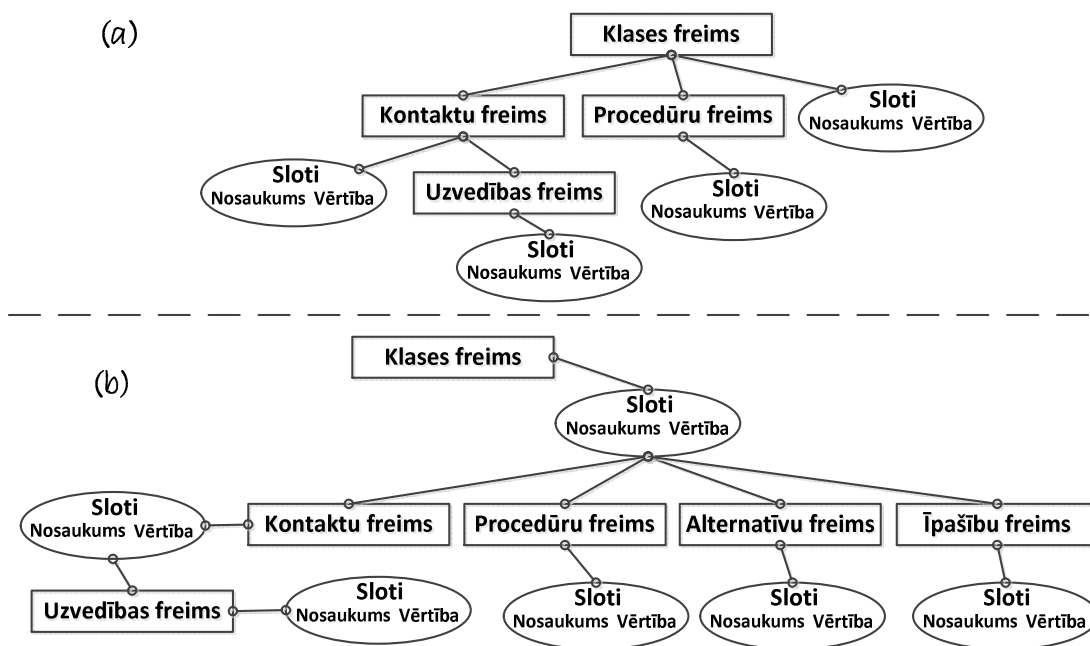 (a)
Klases freims
Kontaktu freims
Procedūru freims
Sloti
Nosaukums Vērtība
Sloti
Nosaukums Vērtība
Uzvedības freims
Sloti
Nosaukums Vērtība
Sloti
Nosaukums Vērtība
(b)
Klases freims
Sloti
Nosaukums Vērtība
Sloti
Nosaukums Vērtība
Kontaktu freims
Procedūru freims
Alternatīvu freims
Īpašību freims
Uzvedības freims
Sloti
Nosaukums Vērtība
Sloti
Nosaukums Vērtība
Sloti
Nosaukums Vērtība
Sloti
Nosaukums Vērtība